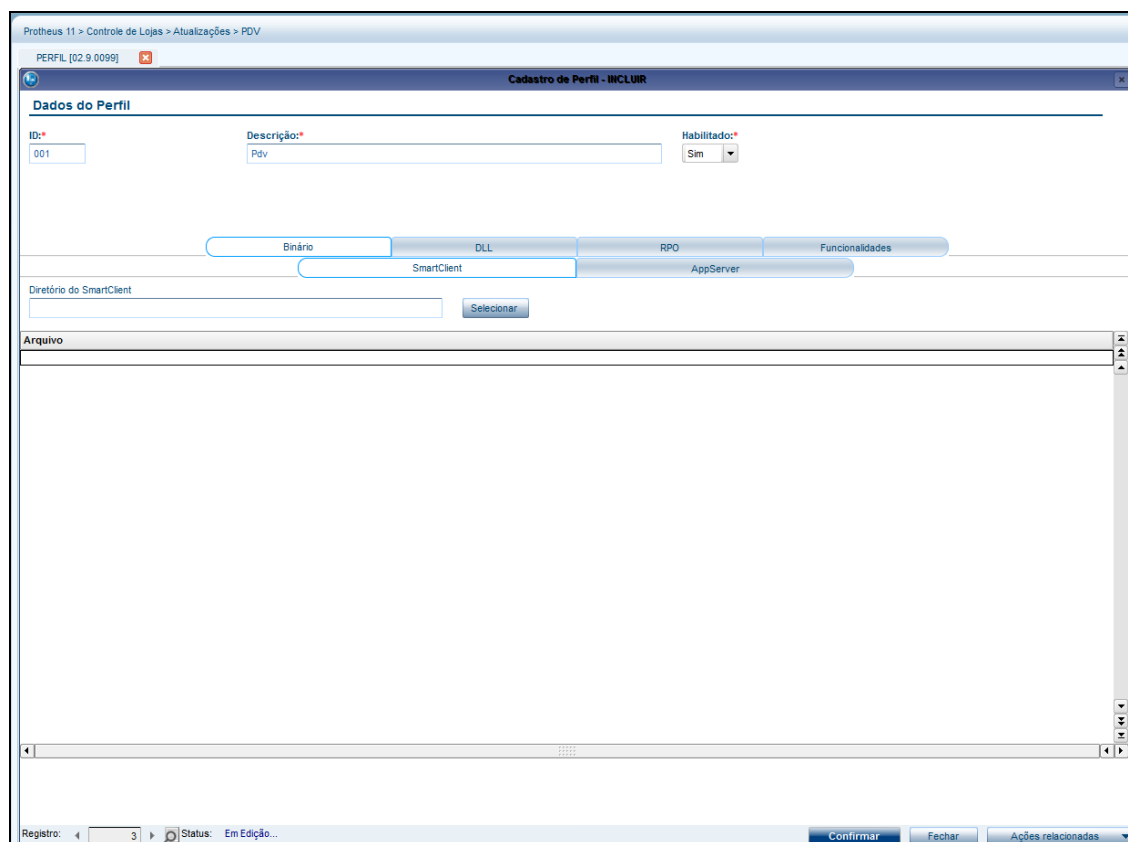 Protheus 11 > Controle de Lojas > Atualizações > PDV
PERFIL [02.9.0099]
Cadastro de Perfil - INCLUIR
Dados do Perfil
ID:* Descrição:* Habilitado:*
001 Pdv Sim
Binário DLL RPO Funcionalidades
SmartClient AppServer
Diretório do SmartClient
Selecionar
Arquivo
Registro: 3 Status: Em Edição... Confirmar Fechar Ações relacionadas